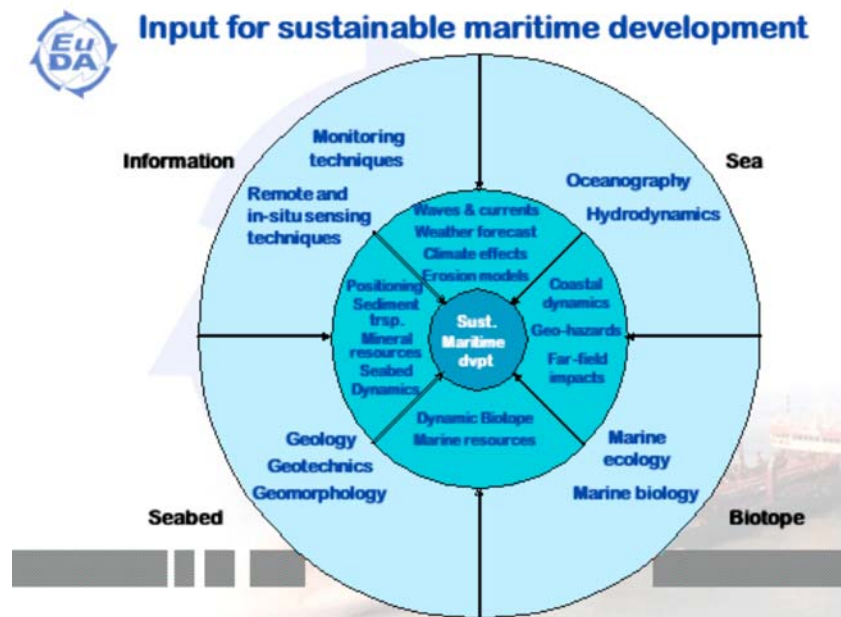 EuDA
Input for sustainable maritime development
Information
Monitoring
techniques
Remote and
in-situ sensing
techniques
Sea
Oceanography
Hydrodynamics
Waves & currents
Weather forecast
Climate effects
Erosion models
Positioning
Sediment
trsp.
Mineral
resources
Seabed
Dynamics
Sust.
Maritime
dvpt
Coastal
dynamics
Geo-hazards
Far-field
impacts
Dynamic Biotope
Marine resources
Geology
Geotechnics
Geomorphology
Seabed
Marine
ecology
Marine biology
Biotope